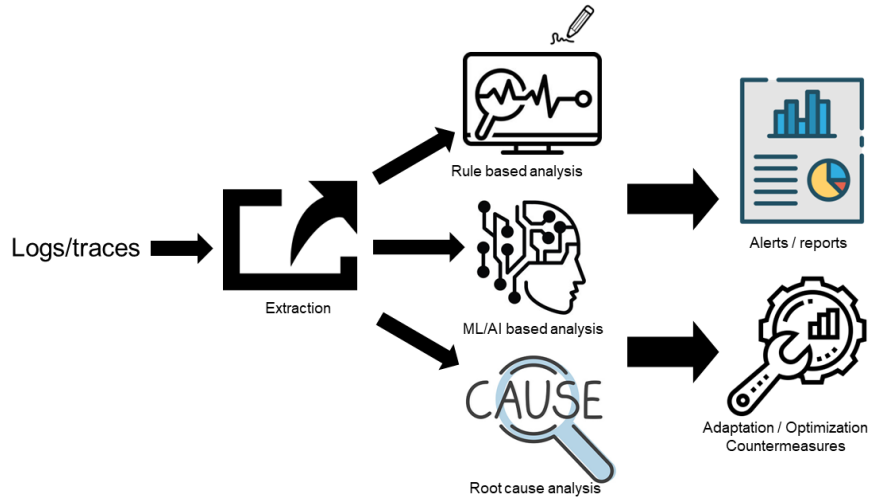 Rule based analysis
Logs/traces
Extraction
ML/AI based analysis
CAUSE
Root cause analysis
Alerts / reports
Adaptation / Optimization
Countermeasures